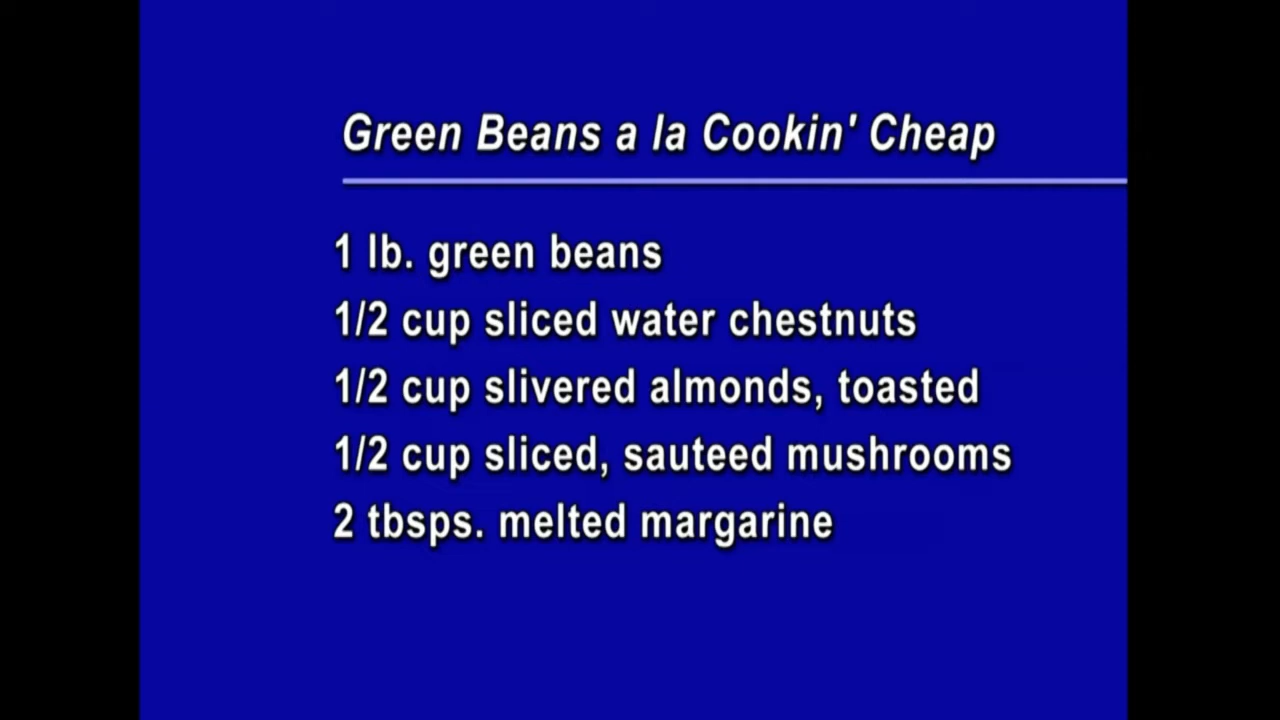 Green Beans a la Cookin' Cheap
1 lb. green beans
1/2 cup sliced water chestnuts
1/2 cup slivered almonds, toasted
1/2 cup sliced, sauteed mushrooms
2 tbsps. melted margarine